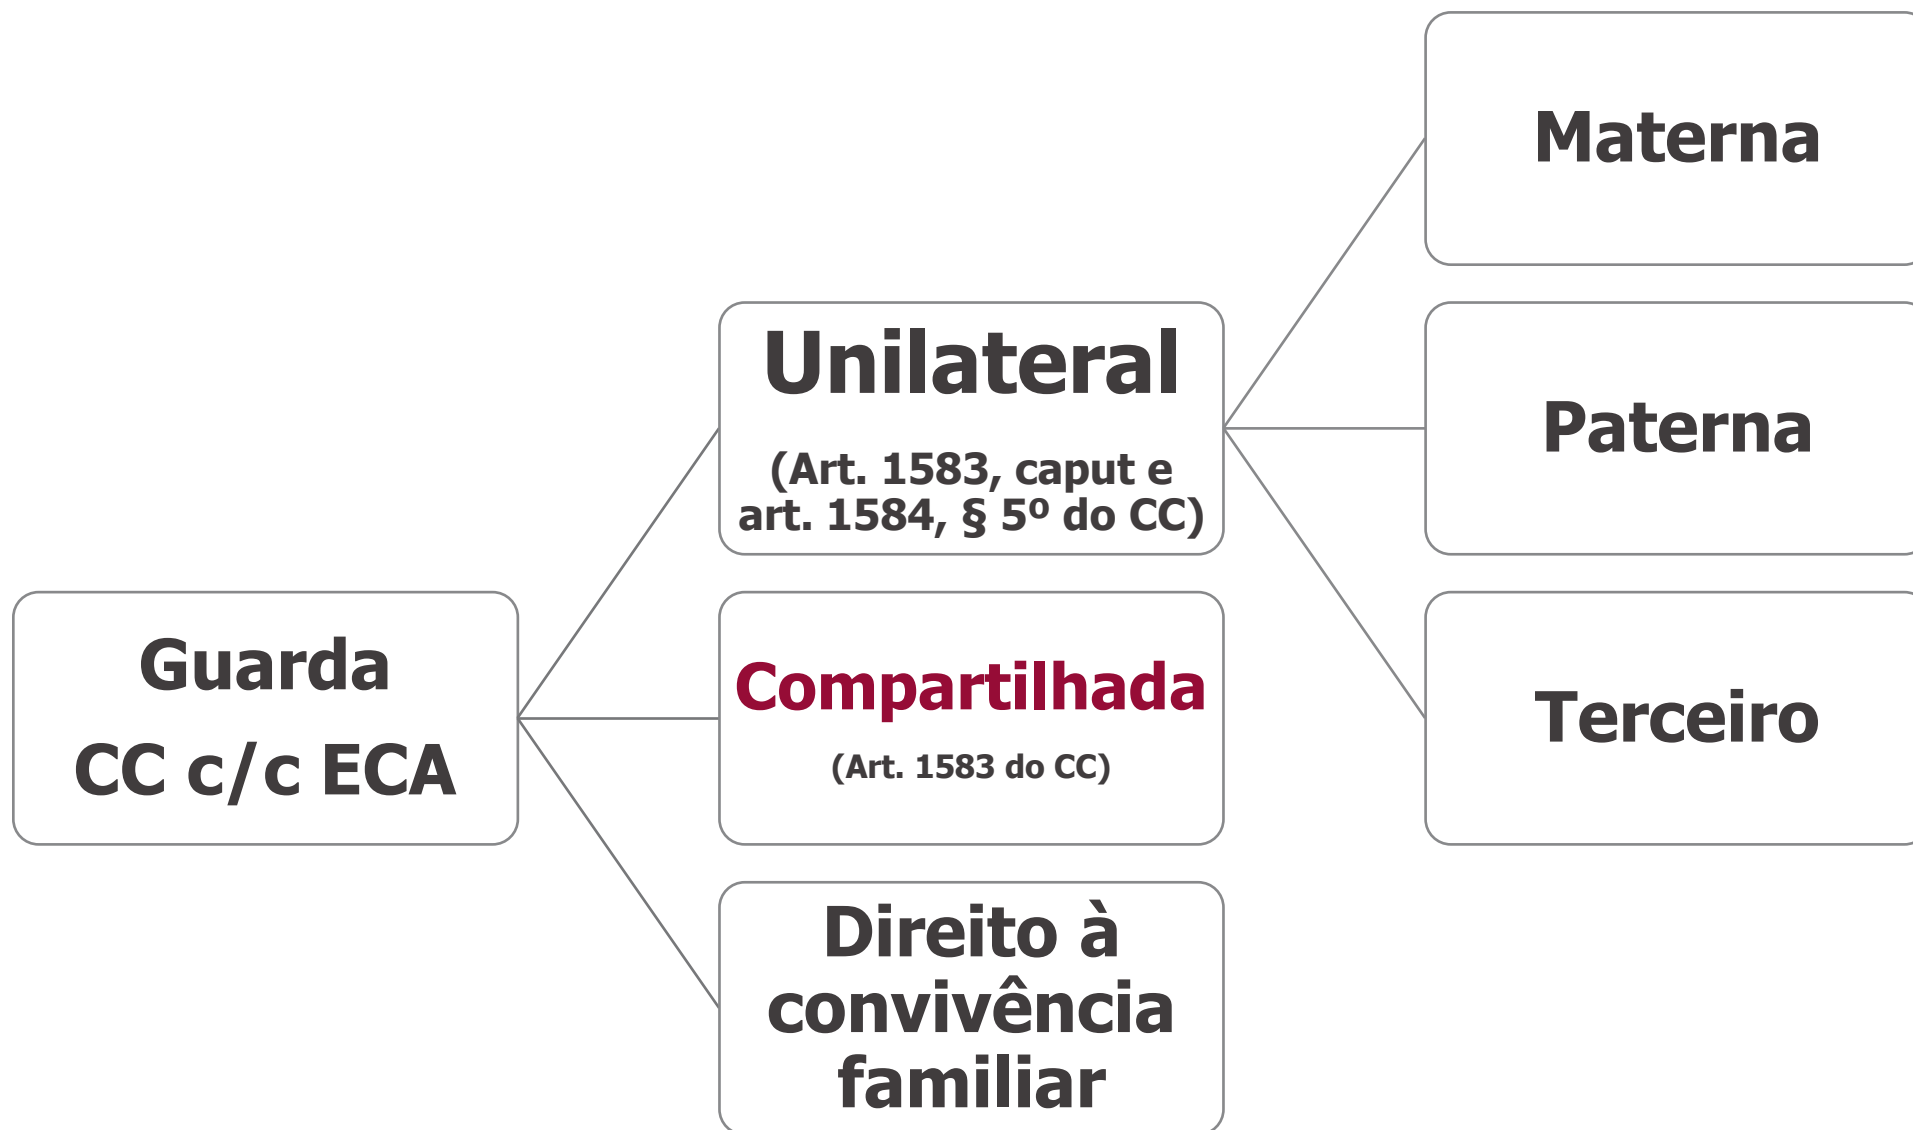 Guarda
CC c/c ECA
Unilateral
(Art. 1583, caput e
art. 1584, § 5º do CC)
Compartilhada
(Art. 1583 do CC)
Direito à
convivência
familiar
Materna
Paterna
Terceiro